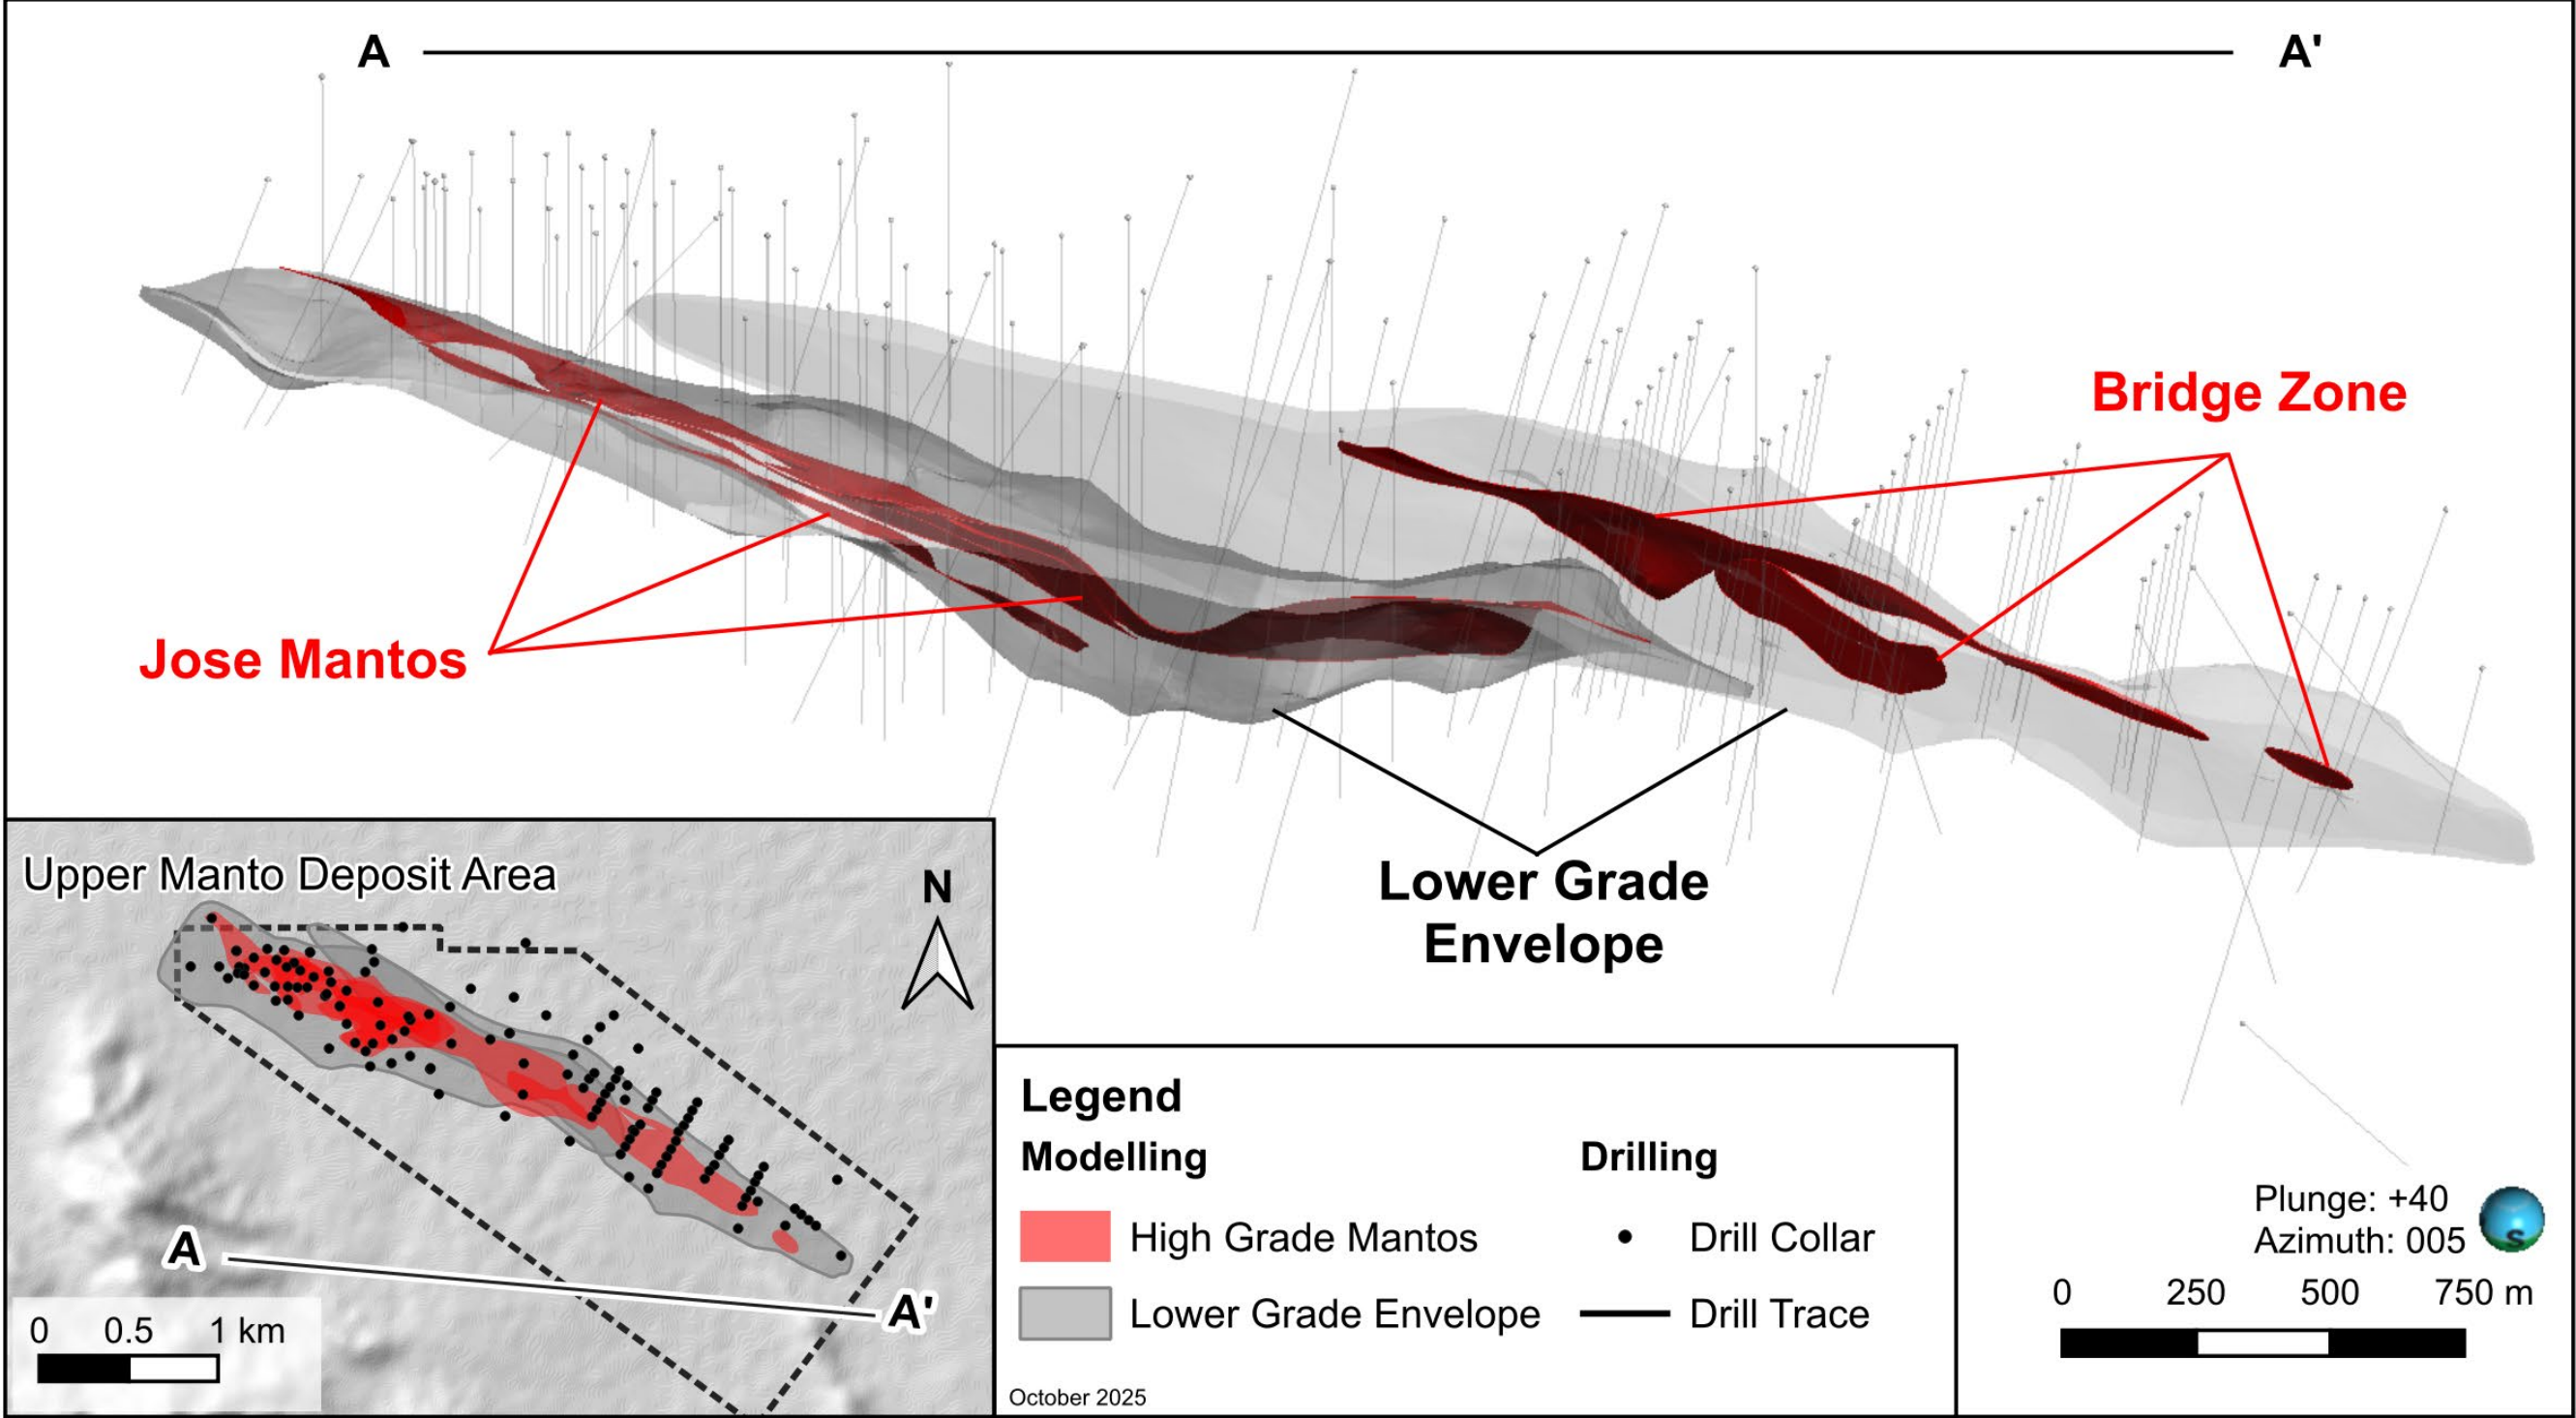 A
A'
Bridge Zone
Jose Mantos
Lower Grade
Envelope
Upper Manto Deposit Area
N
A
A'
0 0.5 1 km
Legend
Modelling
High Grade Mantos
Lower Grade Envelope
Drilling
Drill Collar
Drill Trace
October 2025
Plunge: +40
Azimuth: 005
S
0 250 500 750 m